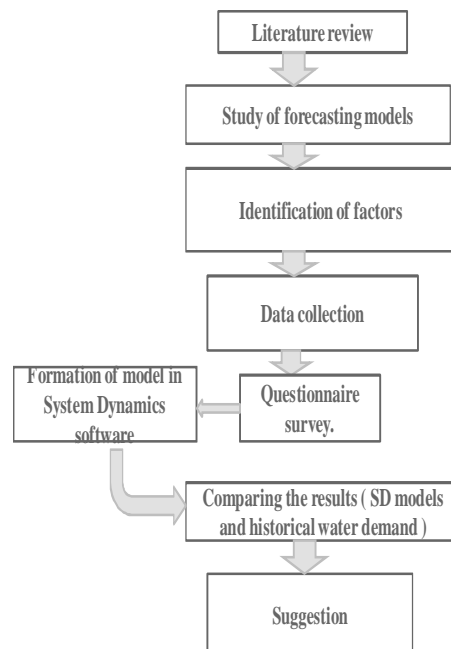 Literature review
Study of forecasting models
Identification of factors
Data collection
Questionnaire
survey.
Formation of model in
System Dynamics
software
Comparing the results ( SD models
and historical water demand )
Suggestion